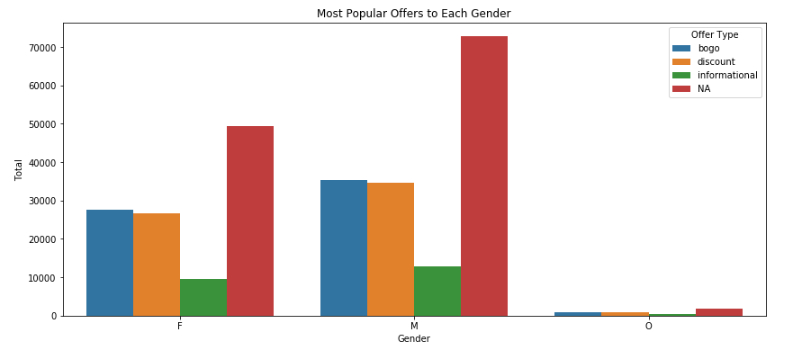 Most Popular Offers to Each Gender
Offer Type
bogo
discount
informational
NA
70000
60000
50000
40000
30000
20000
10000
0
Total
F
M
O
Gender